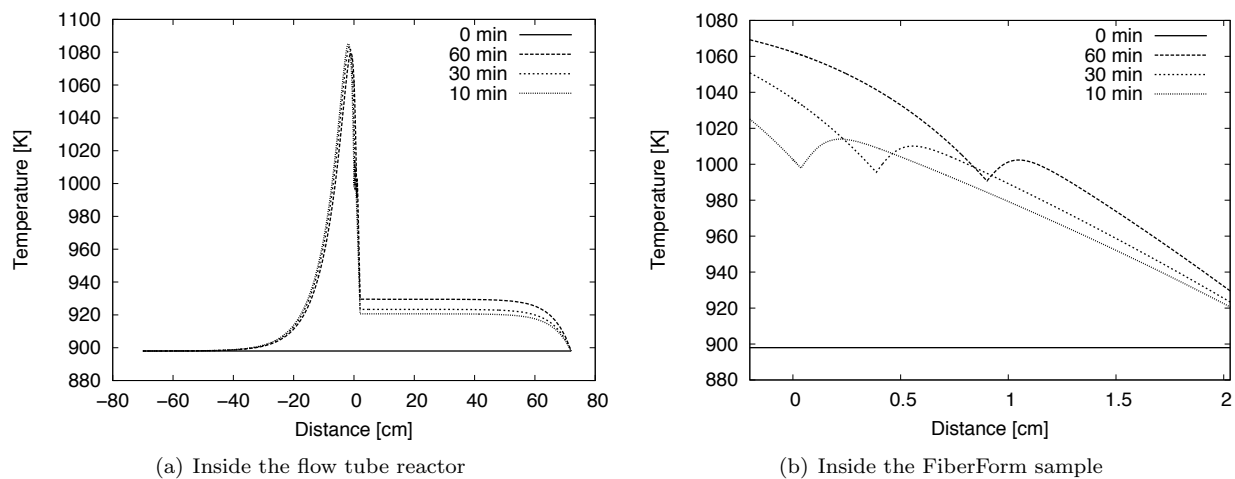 1100
1080
1060
1040
1020
1000
980
960
940
920
900
880
−80
−60
−40
−20
0
20
40
60
80
Temperature [K]
Distance [cm]
0 min
60 min
30 min
10 min
(a) Inside the flow tube reactor
1080
1060
1040
1020
1000
980
960
940
920
900
880
0
0.5
1
1.5
2
Temperature [K]
Distance [cm]
0 min
60 min
30 min
10 min
(b) Inside the FiberForm sample